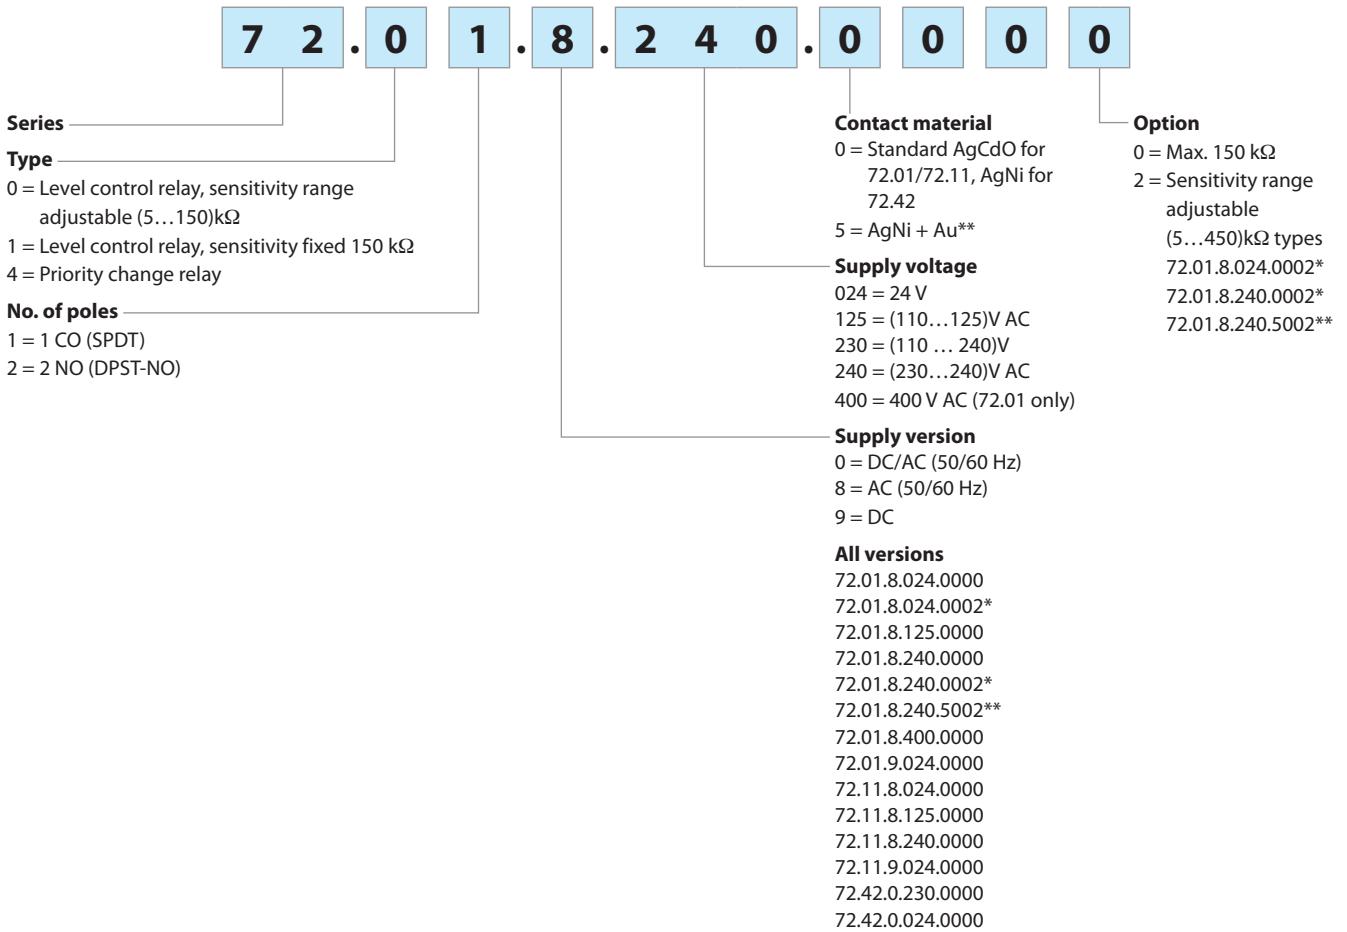 7 2 . 0 1 . 8 . 2 4 0 . 0 0 0 0
Series
Type
0 = Level control relay, sensitivity range
adjustable (5…150)kΩ
1 = Level control relay, sensitivity fixed 150 kΩ
4 = Priority change relay
No. of poles
1 = 1 CO (SPDT)
2 = 2 NO (DPST-NO)
Contact material
0 = Standard AgCdO for
72.01/72.11, AgNi for
72.42
5 = AgNi + Au**
Supply voltage
024 = 24 V
125 = (110…125)V AC
230 = (110 … 240)V
240 = (230…240)V AC
400 = 400 V AC (72.01 only)
Supply version
0 = DC/AC (50/60 Hz)
8 = AC (50/60 Hz)
9 = DC
All versions
72.01.8.024.0000
72.01.8.024.0002*
72.01.8.125.0000
72.01.8.240.0000
72.01.8.240.0002*
72.01.8.240.5002**
72.01.8.400.0000
72.01.9.024.0000
72.11.8.024.0000
72.11.8.125.0000
72.11.8.240.0000
72.11.9.024.0000
72.42.0.230.0000
72.42.0.024.0000
Option
0 = Max. 150 kΩ
2 = Sensitivity range
adjustable
(5…450)kΩ types
72.01.8.024.0002*
72.01.8.240.0002*
72.01.8.240.5002**